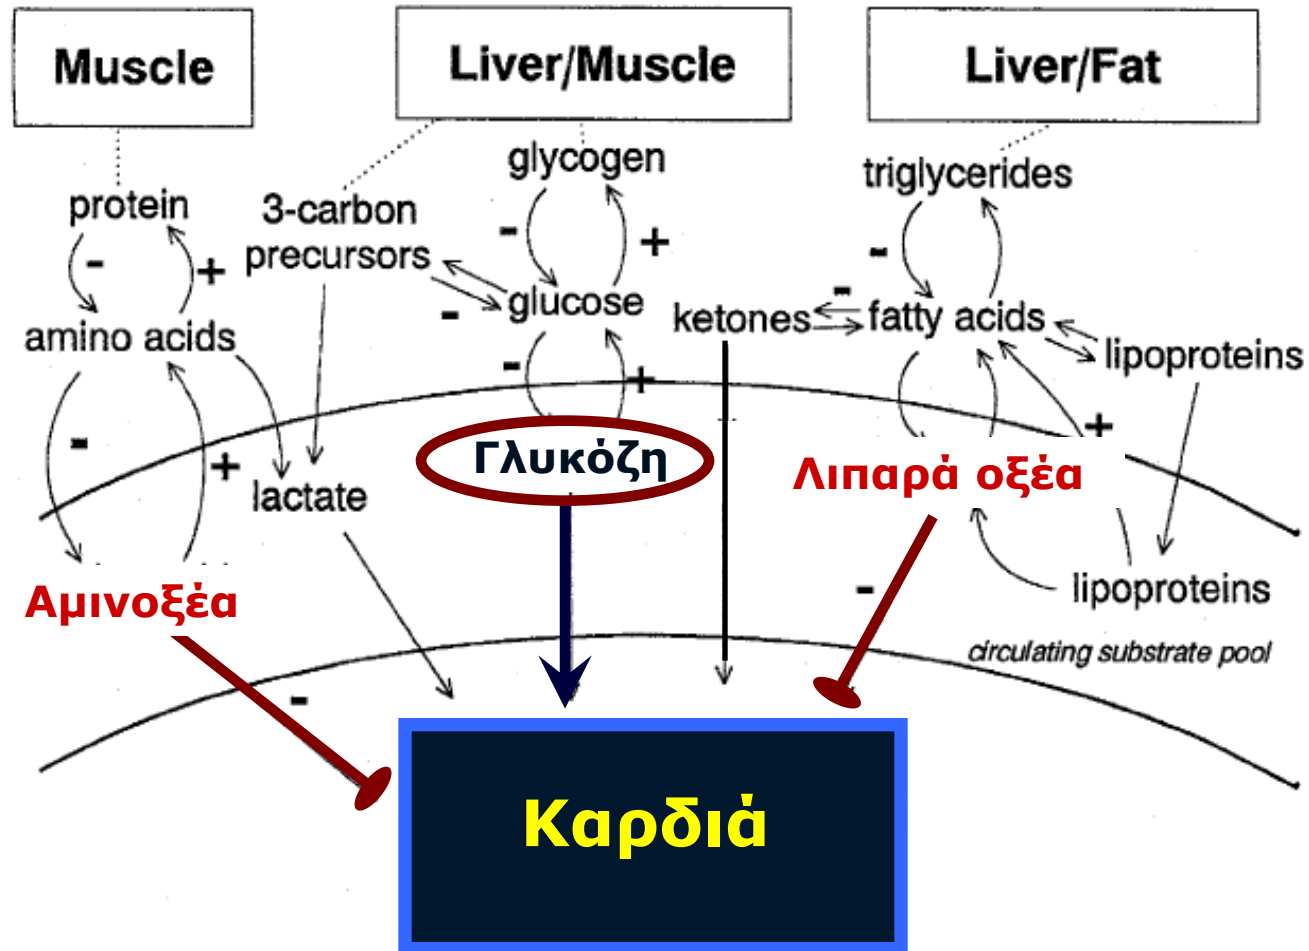 Muscle
Liver/Muscle
Liver/Fat
glycogen
triglycerides
protein
3-carbon
precursors
-
+
-
+
-
-
-
glucose
ketones
fatty acids
amino acids
lipoproteins
-
+
+
-
+
Γλυκόζη
Λιπαρά οξέα
lactate
Αμινοξέα
-
lipoproteins
circulating substrate pool
-
Καρδιά